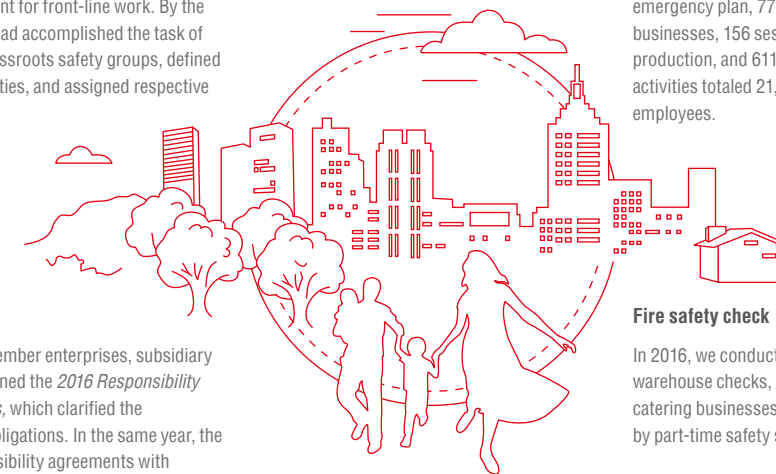 nt for front-line work. By the
ad accomplished the task of
ssroots safety groups, defined
ties, and assigned respective
ember enterprises, subsidiary
ned the 2016 Responsibility
which clarified the
bligations. In the same year, the
sibility agreements with
emergency plan, 77
businesses, 156 ses
production, and 611
activities totaled 21,
employees.
Fire safety check
In 2016, we conduct
warehouse checks,
catering businesses
by part-time safety s